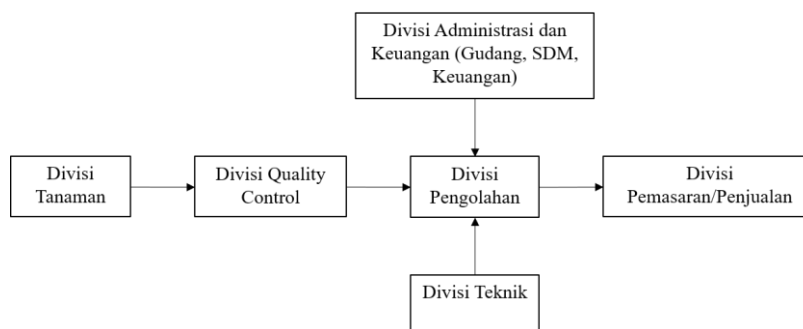 Divisi Administrasi dan
Keuangan (Gudang, SDM,
Keuangan)
Divisi
Tanaman
Divisi Quality
Control
Divisi
Pengolahan
Divisi
Pemasaran/Penjualan
Divisi Teknik